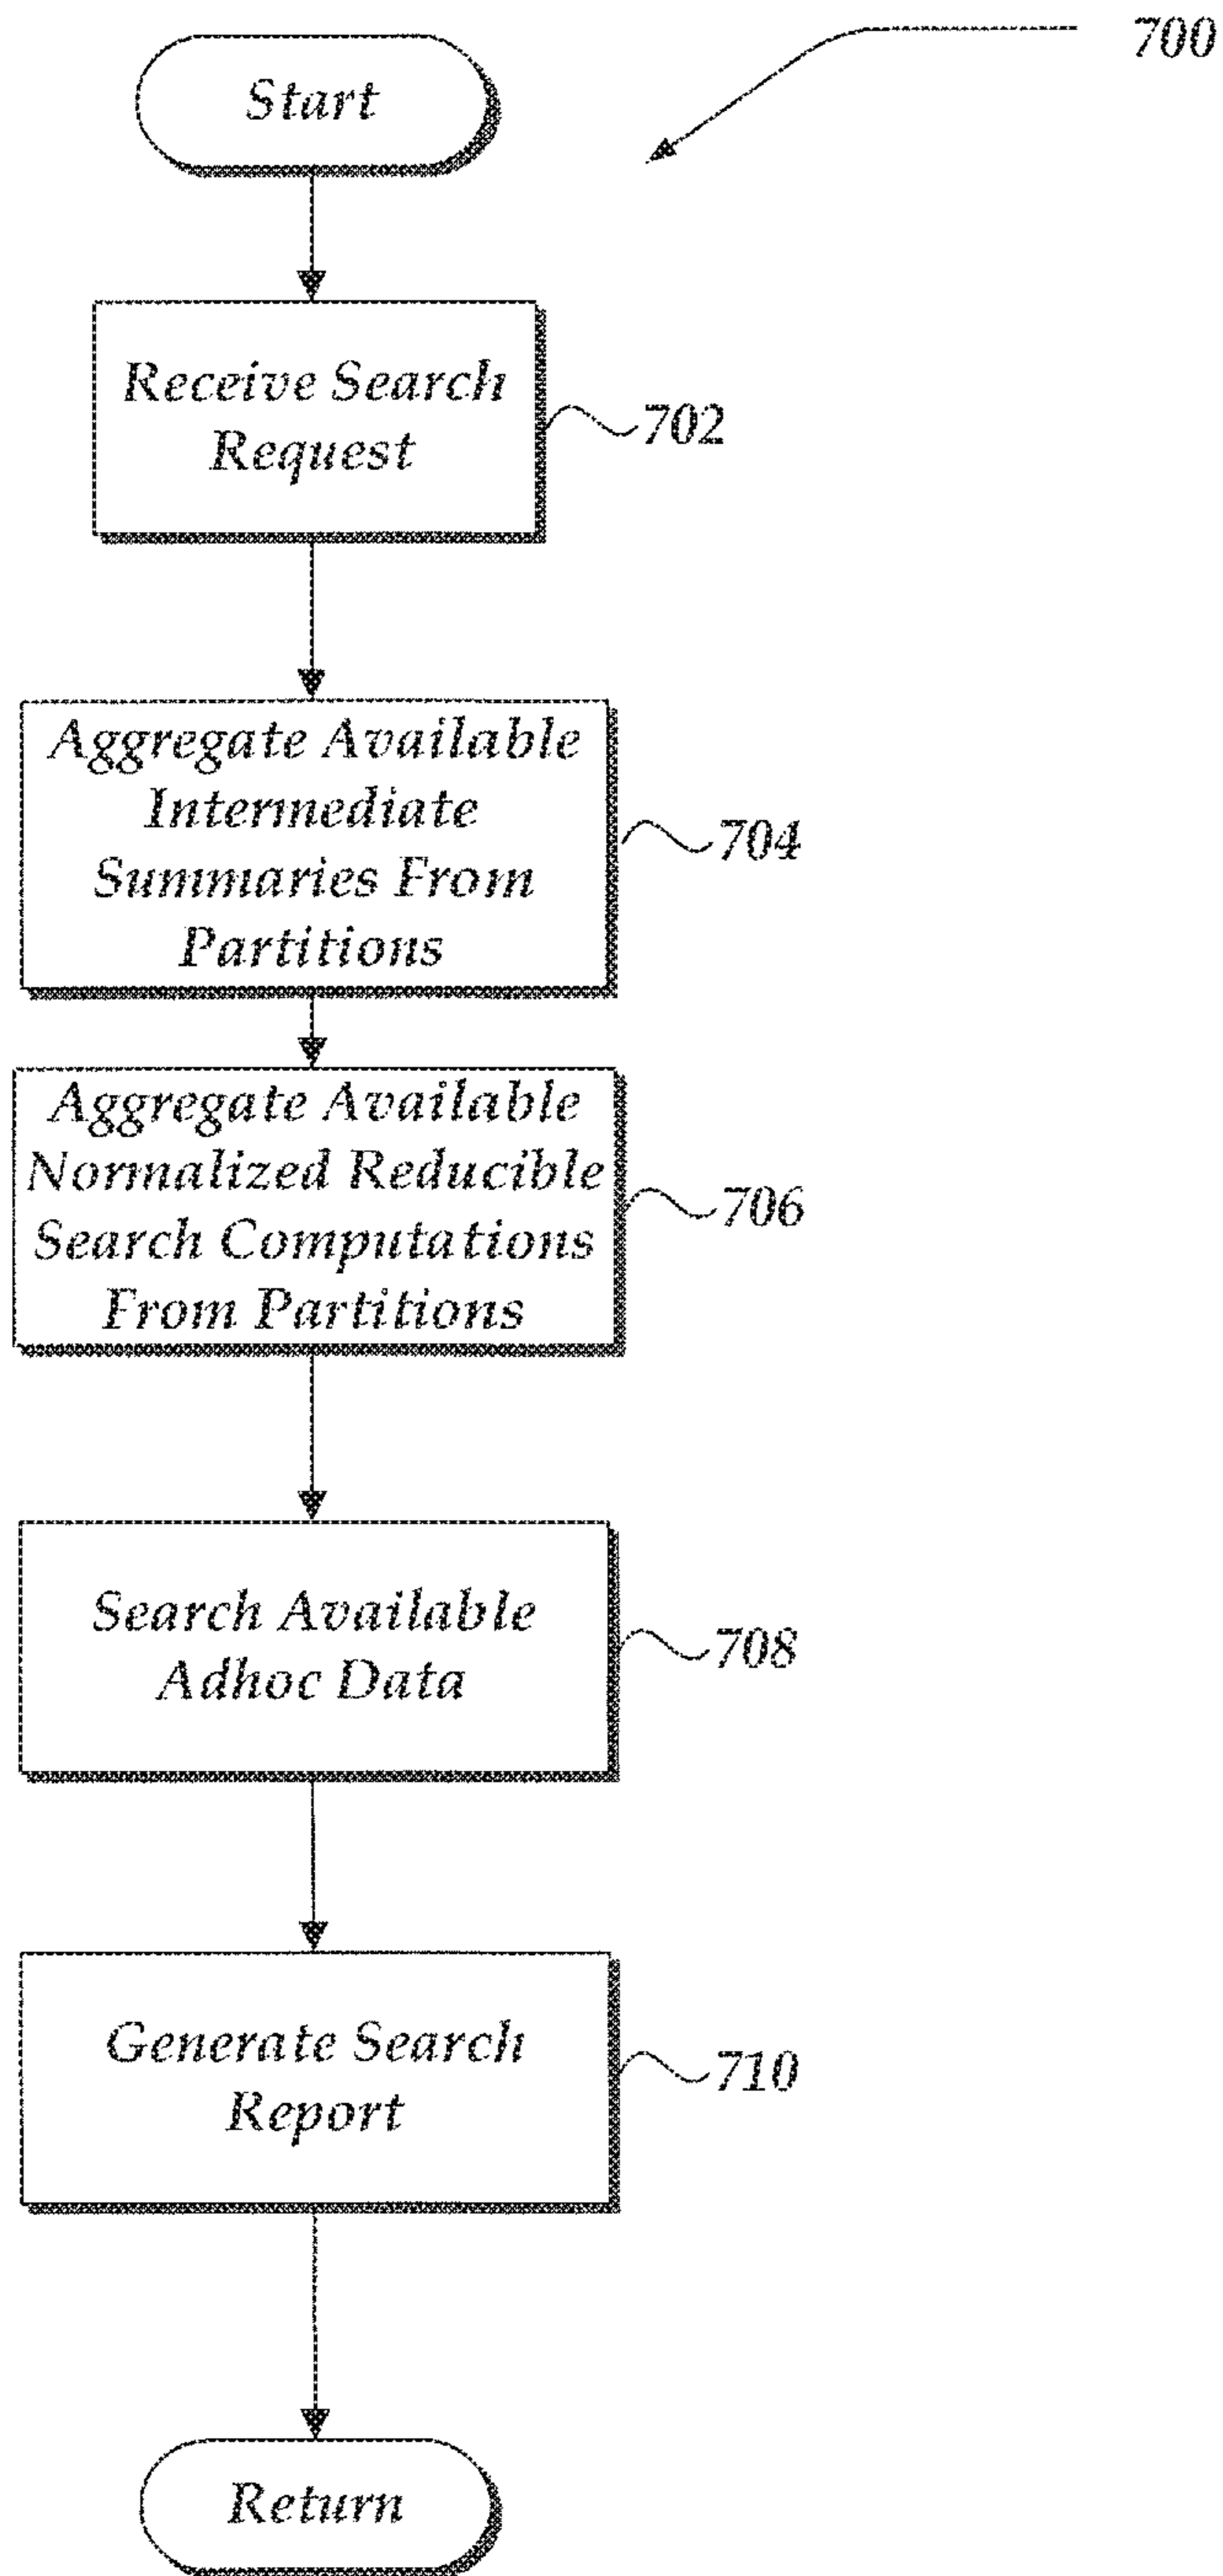 700
Start
Receive Search
Request
702
Aggregate Available
Intermediate
Summaries From
Partitions
704
Aggregate Available
Normalized Reducible
Search Computations
From Partitions
706
Search Available
Adhoc Data
708
Generate Search
Report
710
Return